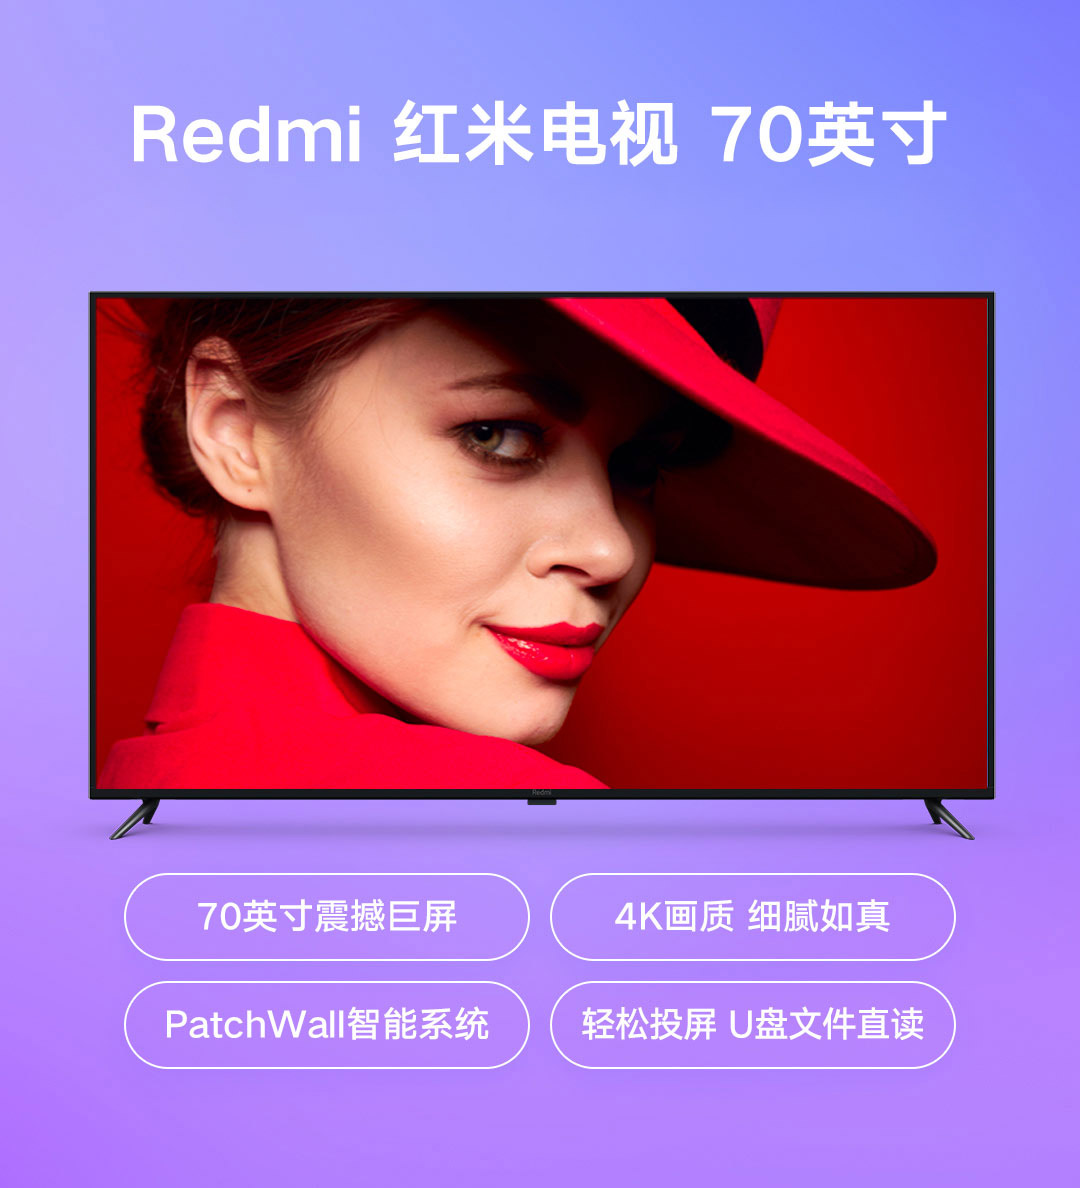 Redmi 红米电视 70英寸
Redmi
70英寸震撼巨屏
4K画质 细腻如真
PatchWall智能系统
轻松投屏 U盘文件直读